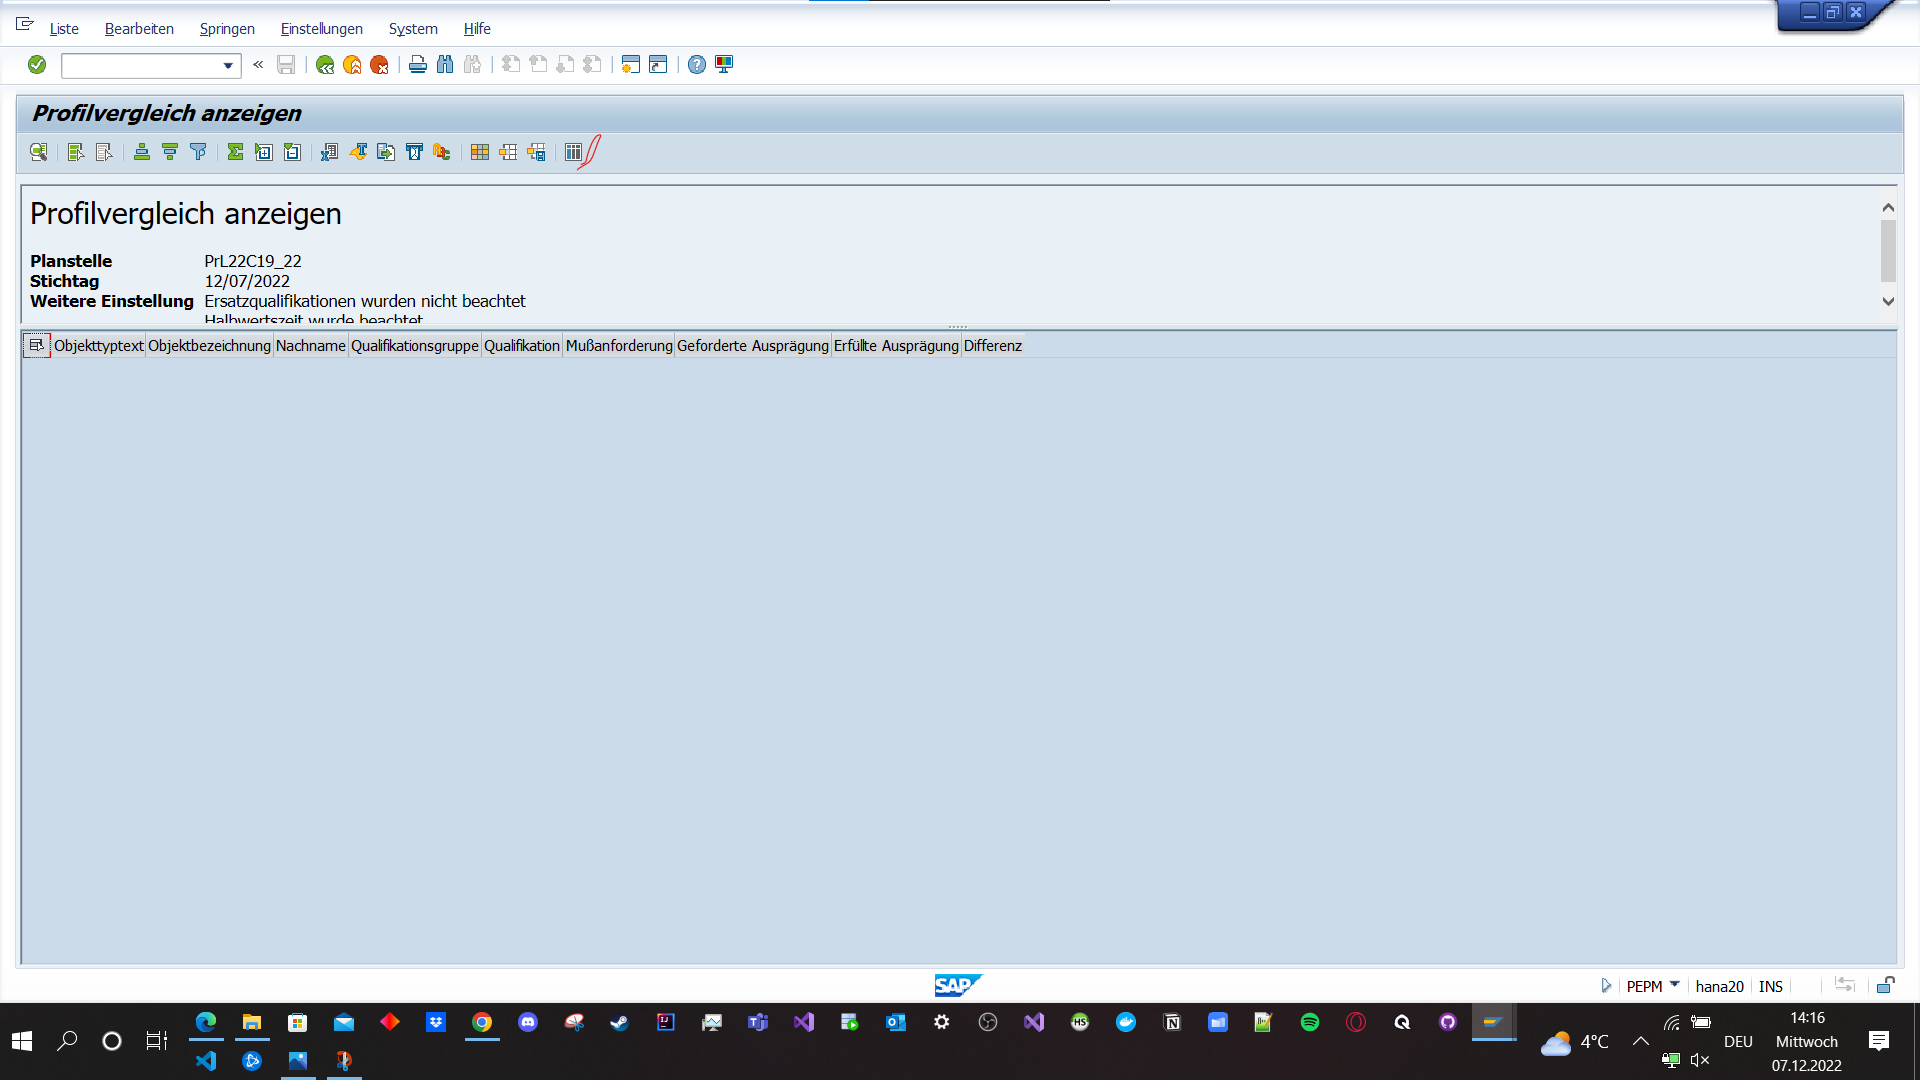 Liste Bearbeiten Springen Einstellungen System Hilfe
Profilvergleich anzeigen
Profilvergleich anzeigen
Planstelle PrL22C19_22
Stichtag 12/07/2022
Weitere Einstellung Ersatzqualifikationen wurden nicht beachtet
Halbwertszeit wurde beachtet
Objekttyptext Objektbezeichnung Nachname Qualifikationsgruppe Qualifikation Mußanforderung Geforderte Ausprägung Erfüllte Ausprägung Differenz
SAP
PEPM hana20 INS
4°C
DEU
14:16
Mittwoch
07.12.2022